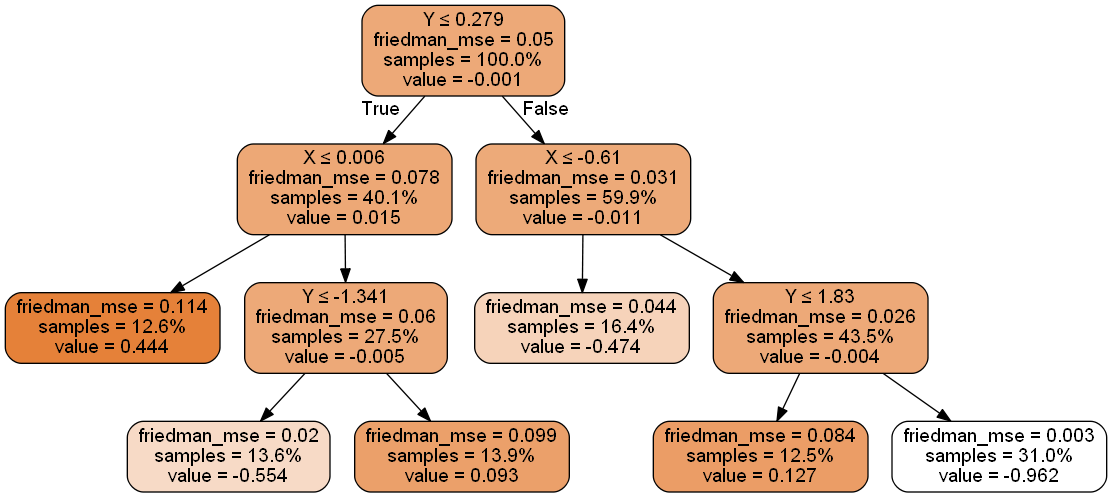 Y ≤ 0.279
friedman_mse = 0.05
samples = 100.0%
value = -0.001
True
False
X ≤ 0.006
friedman_mse = 0.078
samples = 40.1%
value = 0.015
X ≤ -0.61
friedman_mse = 0.031
samples = 59.9%
value = -0.011
friedman_mse = 0.114
samples = 12.6%
value = 0.444
Y ≤ -1.341
friedman_mse = 0.06
samples = 27.5%
value = -0.005
friedman_mse = 0.044
samples = 16.4%
value = -0.474
Y ≤ 1.83
friedman_mse = 0.026
samples = 43.5%
value = -0.004
friedman_mse = 0.02
samples = 13.6%
value = -0.554
friedman_mse = 0.099
samples = 13.9%
value = 0.093
friedman_mse = 0.084
samples = 12.5%
value = 0.127
friedman_mse = 0.003
samples = 31.0%
value = -0.962